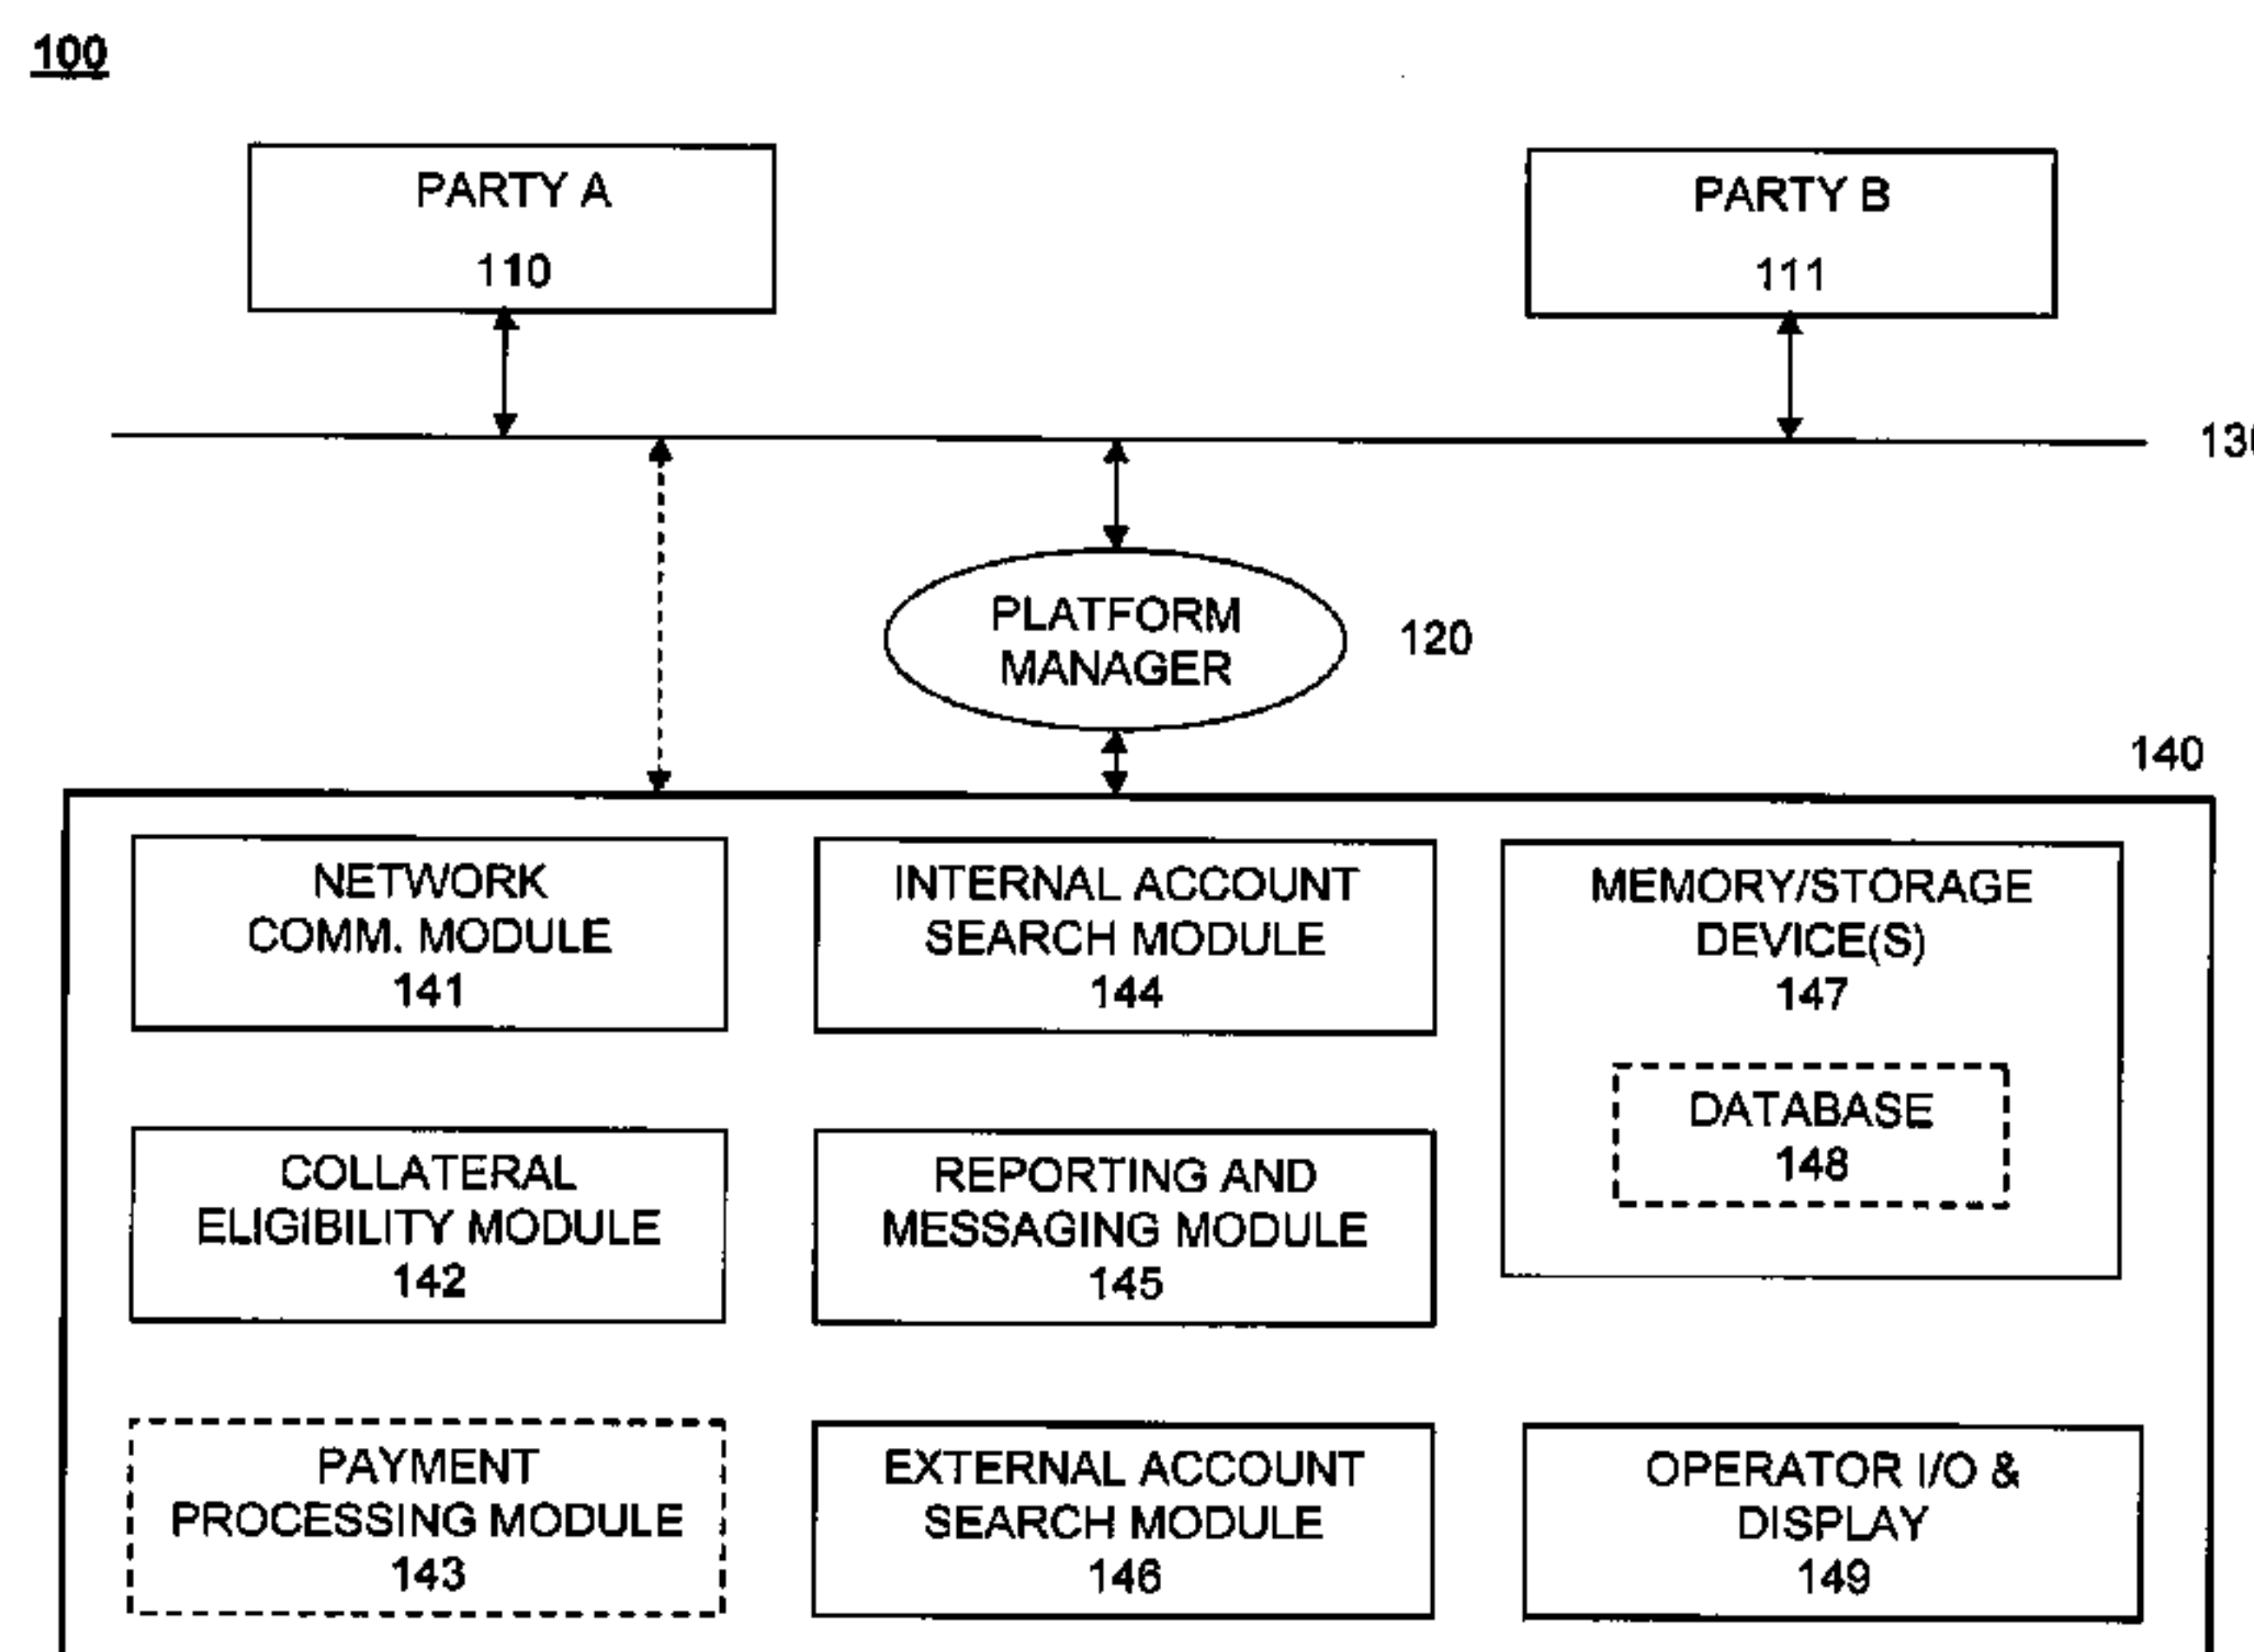 100
PARTY A
110
PARTY B
111
130
PLATFORM
MANAGER
120
140
NETWORK
COMM. MODULE
141
INTERNAL ACCOUNT
SEARCH MODULE
144
MEMORY/STORAGE
DEVICE(S)
147
DATABASE
148
COLLATERAL
ELIGIBILITY MODULE
142
REPORTING AND
MESSAGING MODULE
145
PAYMENT
PROCESSING MODULE
143
EXTERNAL ACCOUNT
SEARCH MODULE
146
OPERATOR I/O &
DISPLAY
149